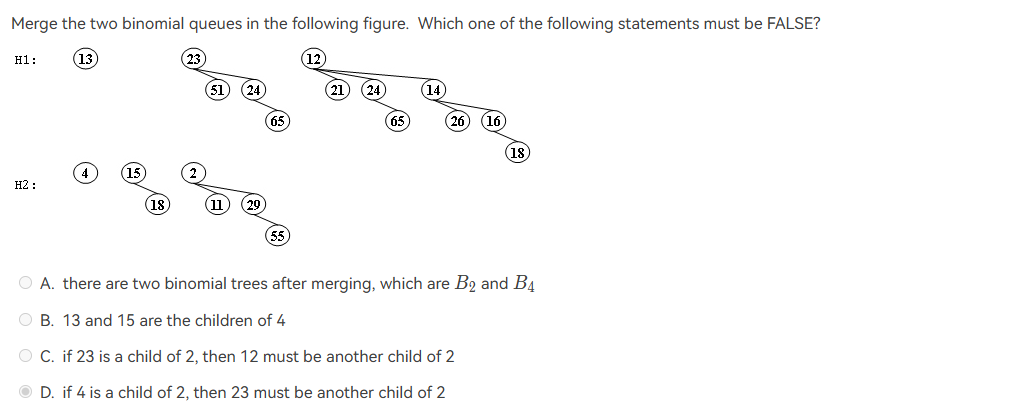 Merge the two binomial queues in the following figure. Which one of the following statements must be FALSE?
H1: 13 23 12
51 24 21 24 14
65 65 26 16
18
H2: 4 15 2
18 11 29
55
A. there are two binomial trees after merging, which are B₂ and B₄
B. 13 and 15 are the children of 4
C. if 23 is a child of 2, then 12 must be another child of 2
D. if 4 is a child of 2, then 23 must be another child of 2